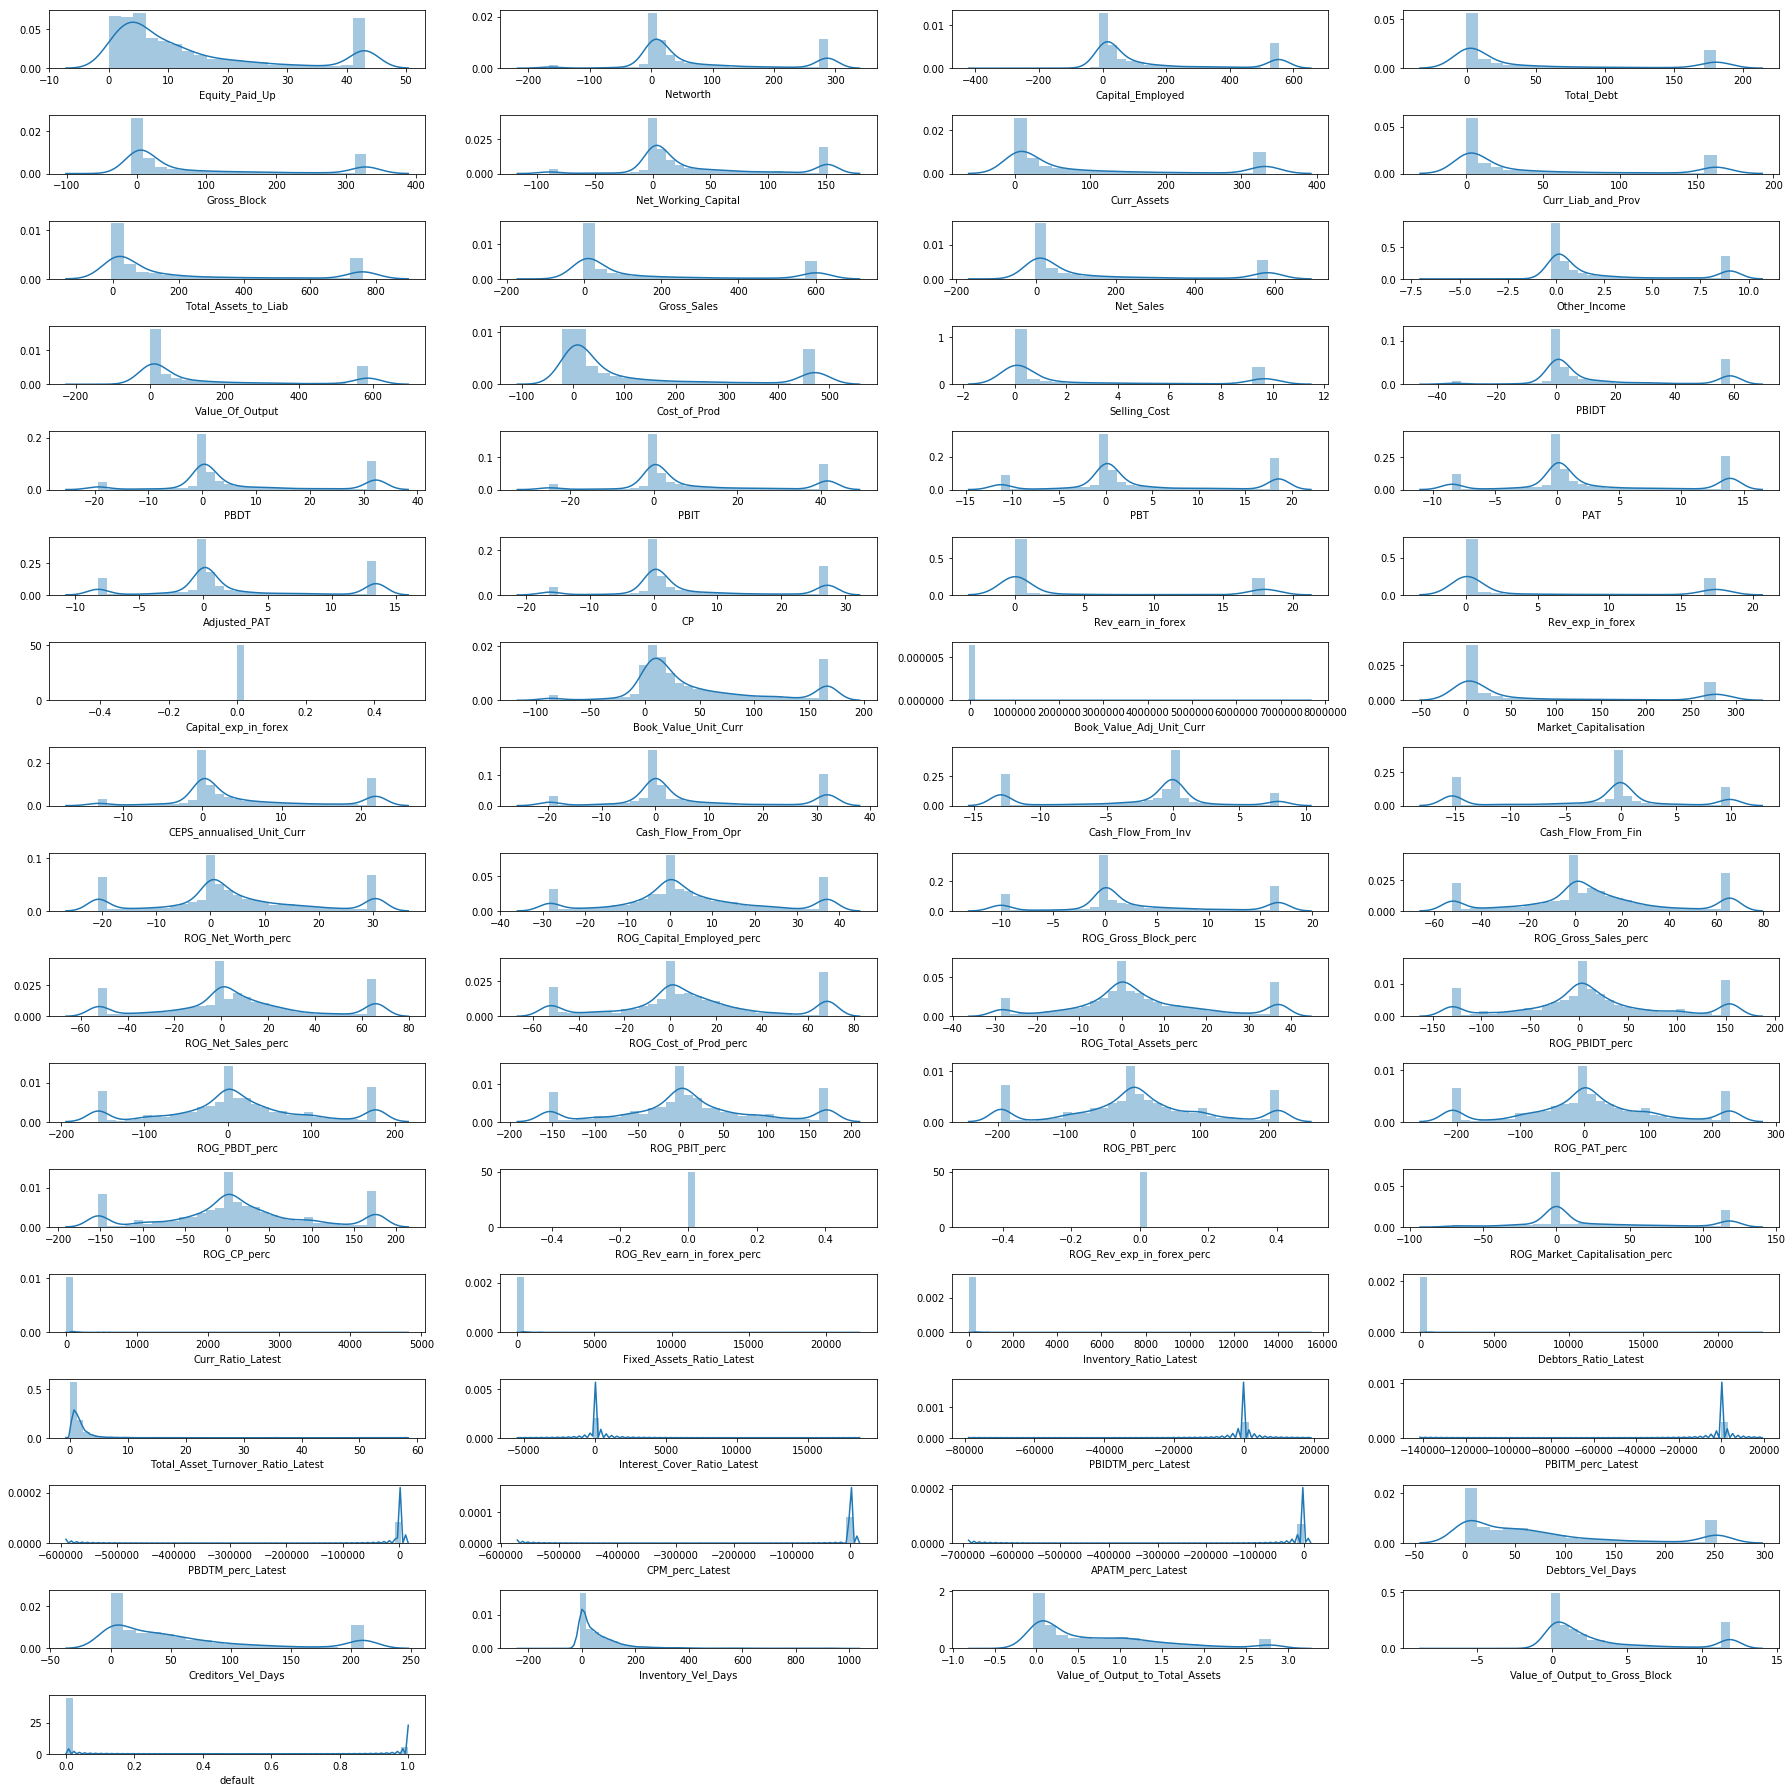 0.05
0.00
−10 0 10 20 30 40 50
Equity_Paid_Up
0.02
0.00
−200 −100 0 100 200 300
Networth
0.01
0.00
−400 −200 0 200 400 600
Capital_Employed
0.05
0.00
0 50 100 150 200
Total_Debt
0.02
0.00
−100 0 100 200 300 400
Gross_Block
0.025
0.000
−100 −50 0 50 100 150
Net_Working_Capital
0.02
0.00
0 100 200 300 400
Curr_Assets
0.05
0.00
0 50 100 150 200
Curr_Liab_and_Prov
0.01
0.00
0 200 400 600 800
Total_Assets_to_Liab
0.01
0.00
−200 0 200 400 600
Gross_Sales
0.01
0.00
−200 0 200 400 600
Net_Sales
0.5
0.0
−7.5 −5.0 −2.5 0.0 2.5 5.0 7.5 10.0
Other_Income
0.01
0.00
−200 0 200 400 600
Value_Of_Output
0.01
0.00
−100 0 100 200 300 400 500
Cost_of_Prod
1
0
−2 0 2 4 6 8 10 12
Selling_Cost
0.1
0.0
−40 −20 0 20 40 60
PBIDT
0.2
0.0
−20 −10 0 10 20 30 40
PBDT
0.1
0.0
−20 0 20 40
PBIT
0.2
0.0
−15 −10 −5 0 5 10 15 20
PBT
0.25
0.00
−10 −5 0 5 10 15
PAT
0.25
0.00
−10 −5 0 5 10 15
Adjusted_PAT
0.2
0.0
−20 −10 0 10 20 30
CP
0.5
0.0
0 5 10 15 20
Rev_earn_in_forex
0.5
0.0
0 5 10 15 20
Rev_exp_in_forex
50
0
−0.4 −0.2 0.0 0.2 0.4
Capital_exp_in_forex
0.02
0.00
−100 −50 0 50 100 150 200
Book_Value_Unit_Curr
0.000005
0.000000
0 1000000 2000000 3000000 4000000 5000000 6000000 7000000 8000000
Book_Value_Adj_Unit_Curr
0.025
0.000
−50 0 50 100 150 200 250 300
Market_Capitalisation
0.2
0.0
−10 0 10 20
CEPS_annualised_Unit_Curr
0.1
0.0
−20 −10 0 10 20 30 40
Cash_Flow_From_Opr
0.25
0.00
−15 −10 −5 0 5 10
Cash_Flow_From_Inv
0.25
0.00
−15 −10 −5 0 5 10
Cash_Flow_From_Fin
0.1
0.0
−20 −10 0 10 20 30
ROG_Net_Worth_perc
0.05
0.00
−40 −30 −20 −10 0 10 20 30 40
ROG_Capital_Employed_perc
0.2
0.0
−10 −5 0 5 10 15 20
ROG_Gross_Block_perc
0.025
0.000
−60 −40 −20 0 20 40 60 80
ROG_Gross_Sales_perc
0.025
0.000
−60 −40 −20 0 20 40 60 80
ROG_Net_Sales_perc
0.025
0.000
−60 −40 −20 0 20 40 60 80
ROG_Cost_of_Prod_perc
0.05
0.00
−40 −30 −20 −10 0 10 20 30 40
ROG_Total_Assets_perc
0.01
0.00
−150 −100 −50 0 50 100 150 200
ROG_PBIDT_perc
0.01
0.00
−200 −100 0 100 200
ROG_PBDT_perc
0.01
0.00
−200 −150 −100 −50 0 50 100 150 200
ROG_PBIT_perc
0.01
0.00
−200 −100 0 100 200
ROG_PBT_perc
0.01
0.00
−200 −100 0 100 200 300
ROG_PAT_perc
0.01
0.00
−200 −150 −100 −50 0 50 100 150 200
ROG_CP_perc
50
0
−0.4 −0.2 0.0 0.2 0.4
ROG_Rev_earn_in_forex_perc
50
0
−0.4 −0.2 0.0 0.2 0.4
ROG_Rev_exp_in_forex_perc
0.05
0.00
−100 −50 0 50 100 150
ROG_Market_Capitalisation_perc
0.01
0.00
0 1000 2000 3000 4000 5000
Curr_Ratio_Latest
0.002
0.000
0 5000 10000 15000 20000
Fixed_Assets_Ratio_Latest
0.002
0.000
0 2000 4000 6000 8000 10000 12000 14000 16000
Inventory_Ratio_Latest
0.002
0.000
0 5000 10000 15000 20000
Debtors_Ratio_Latest
0.5
0.0
0 10 20 30 40 50 60
Total_Asset_Turnover_Ratio_Latest
0.005
0.000
−5000 0 5000 10000 15000
Interest_Cover_Ratio_Latest
0.001
0.000
−80000 −60000 −40000 −20000 0 20000
PBIDTM_perc_Latest
0.001
0.000
−140000 −120000 −100000 −80000 −60000 −40000 −20000 0 20000
PBITM_perc_Latest
0.0002
0.0000
−600000 −500000 −400000 −300000 −200000 −100000 0
PBDTM_perc_Latest
0.0001
0.0000
−600000 −500000 −400000 −300000 −200000 −100000 0
CPM_perc_Latest
0.0002
0.0000
−700000 −600000 −500000 −400000 −300000 −200000 −100000 0
APATM_perc_Latest
0.02
0.00
−50 0 50 100 150 200 250 300
Debtors_Vel_Days
0.02
0.00
−50 0 50 100 150 200 250
Creditors_Vel_Days
0.01
0.00
−200 0 200 400 600 800 1000
Inventory_Vel_Days
2
0
−1.0 −0.5 0.0 0.5 1.0 1.5 2.0 2.5 3.0
Value_of_Output_to_Total_Assets
0.5
0.0
−5 0 5 10 15
Value_of_Output_to_Gross_Block
25
0
0.0 0.2 0.4 0.6 0.8 1.0
default